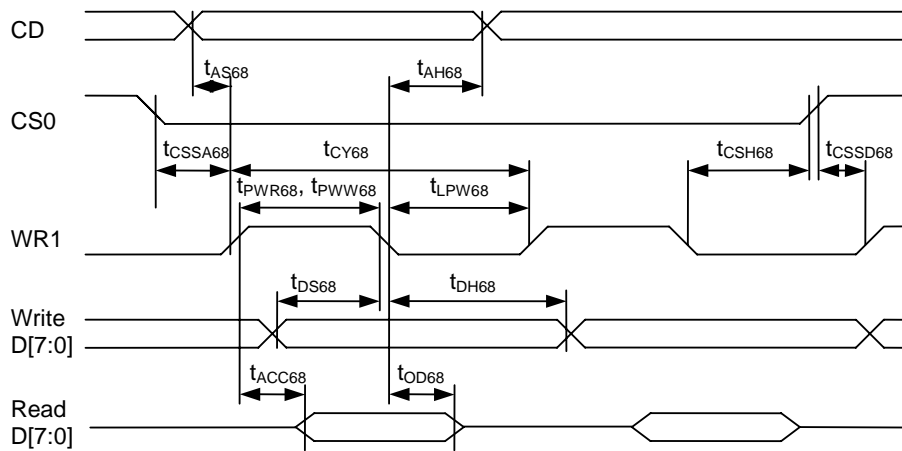 CD
tAS68 tAH68
CS0
tCSSA68 tCY68 tCSH68 tCSSD68
tPWR68, tPWW68 tLPW68
WR1
tDS68 tDH68
Write
D[7:0]
tACC68 tOD68
Read
D[7:0]